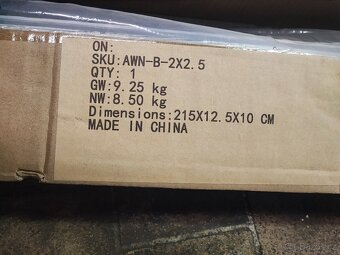 ON:
SKU:AWN-B-2X2.5
QTY: 1
GW:9.25 kg
NW:8.50 kg
Dimensions:215X12.5X10 CM
MADE IN CHINA